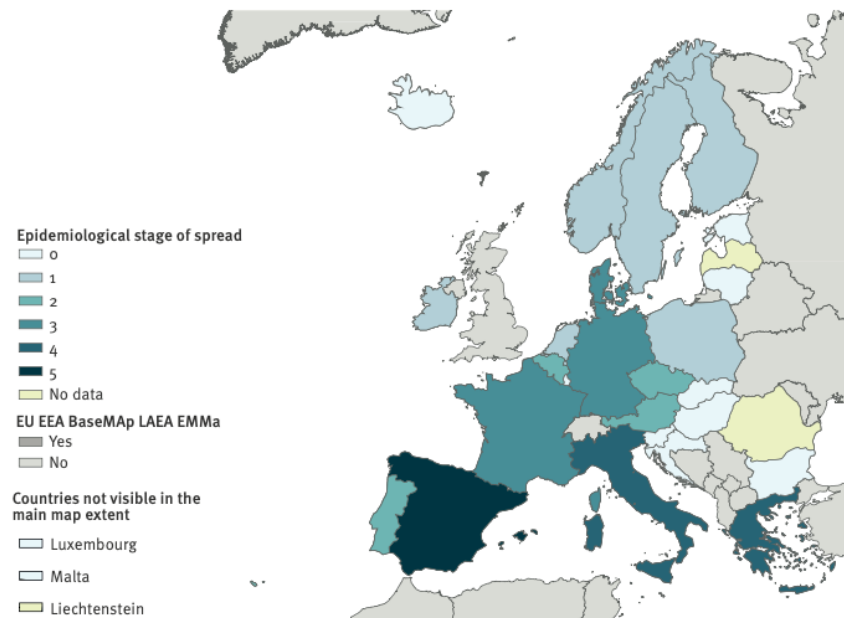 Epidemiological stage of spread
0
1
2
3
4
5
No data
EU EEA BaseMAp LAEA EMMa
Yes
No
Countries not visible in the
main map extent
Luxembourg
Malta
Liechtenstein